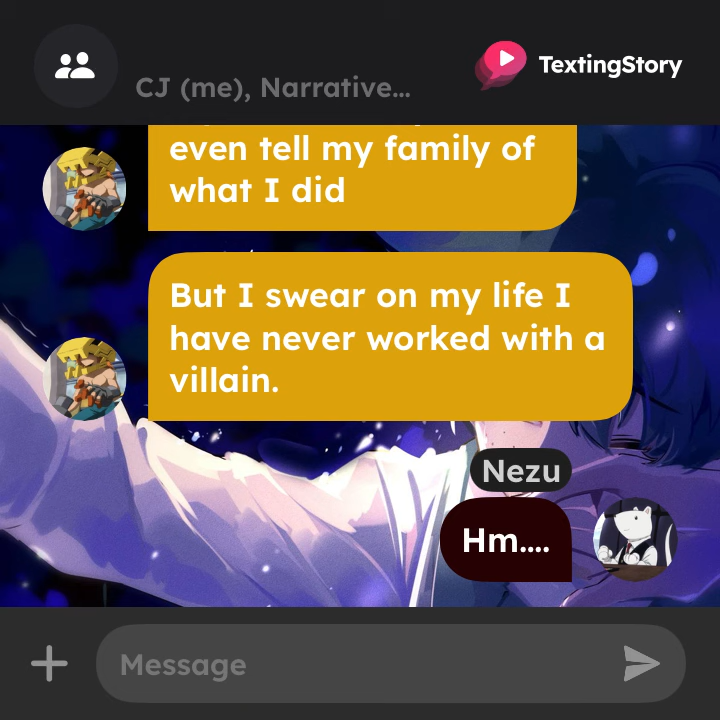 TextingStory
CJ (me), Narrative...
even tell my family of
what I did
But I swear on my life I
have never worked with a
villain.
Nezu
Hm....
Message